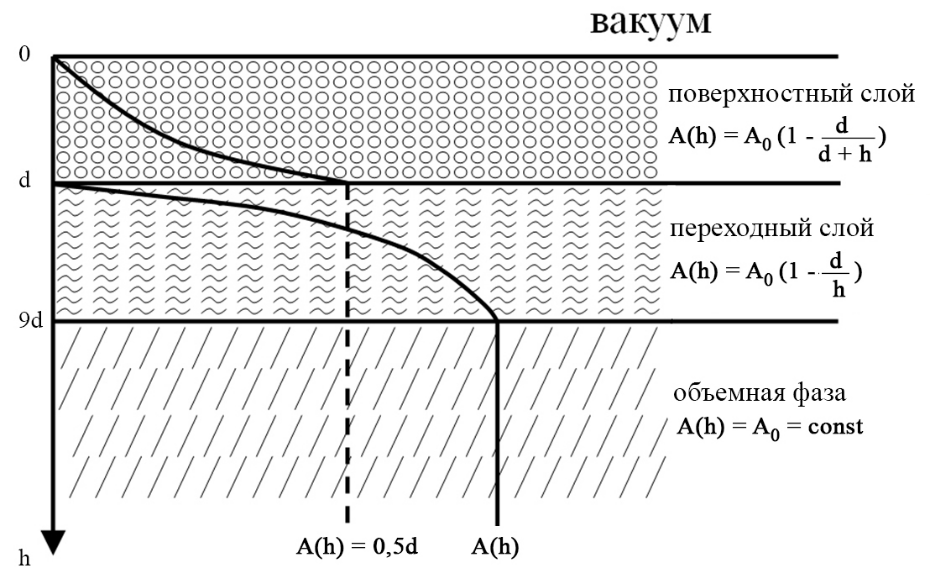 вакуум
0
поверхностный слой
A(h) = A₀ (1 - d / d + h)
d
переходный слой
A(h) = A₀ (1 - d / h)
9d
объемная фаза
A(h) = A₀ = const
A(h) = 0,5d A(h)
h